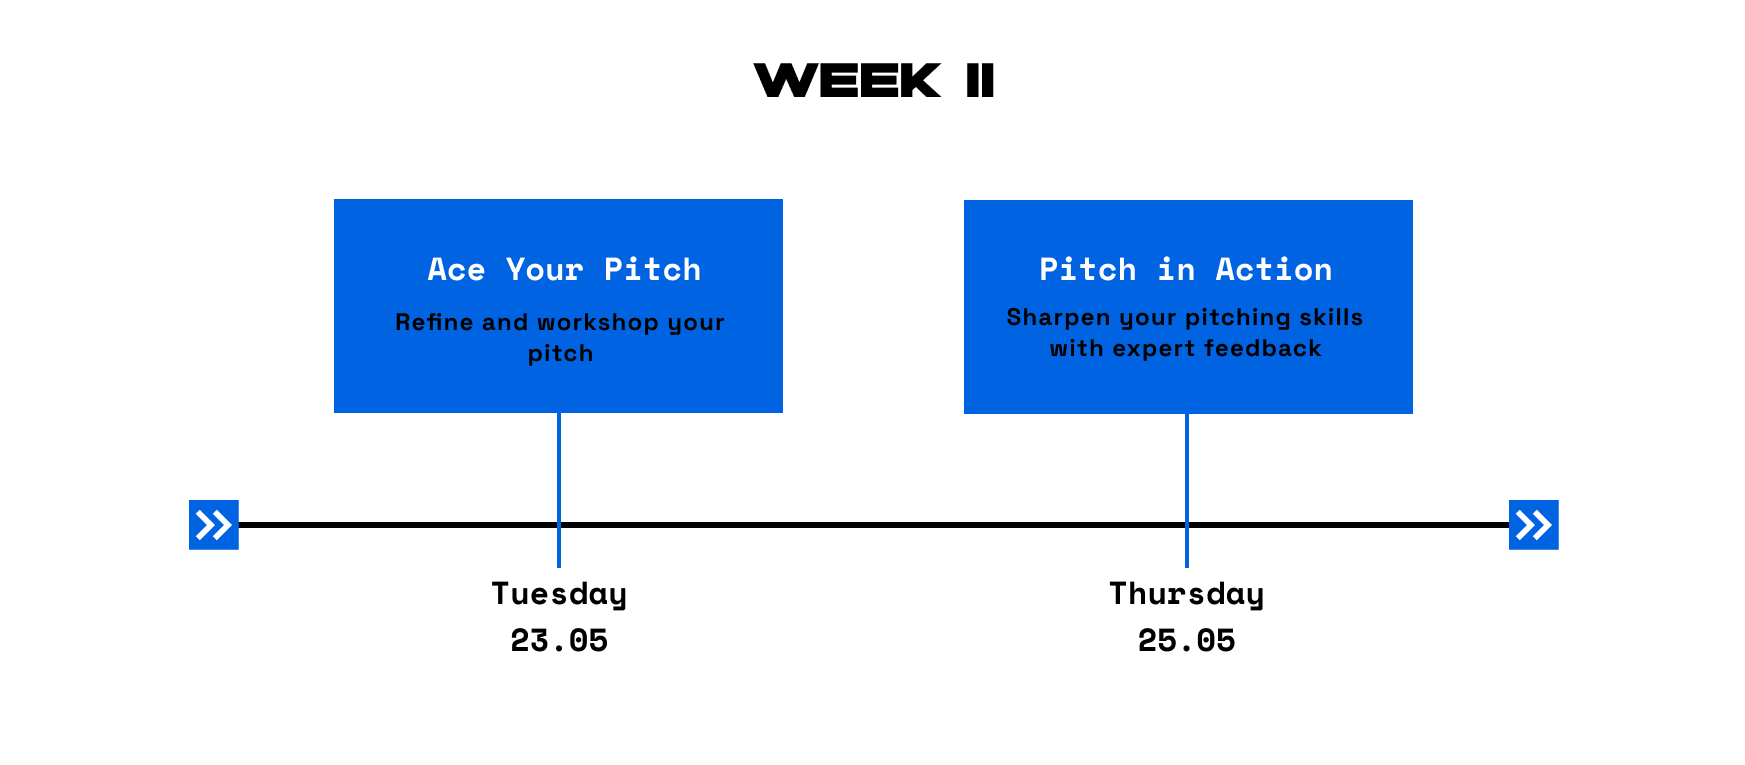 WEEK II
Ace Your Pitch
Refine and workshop your
pitch
Pitch in Action
Sharpen your pitching skills
with expert feedback
Tuesday
23.05
Thursday
25.05